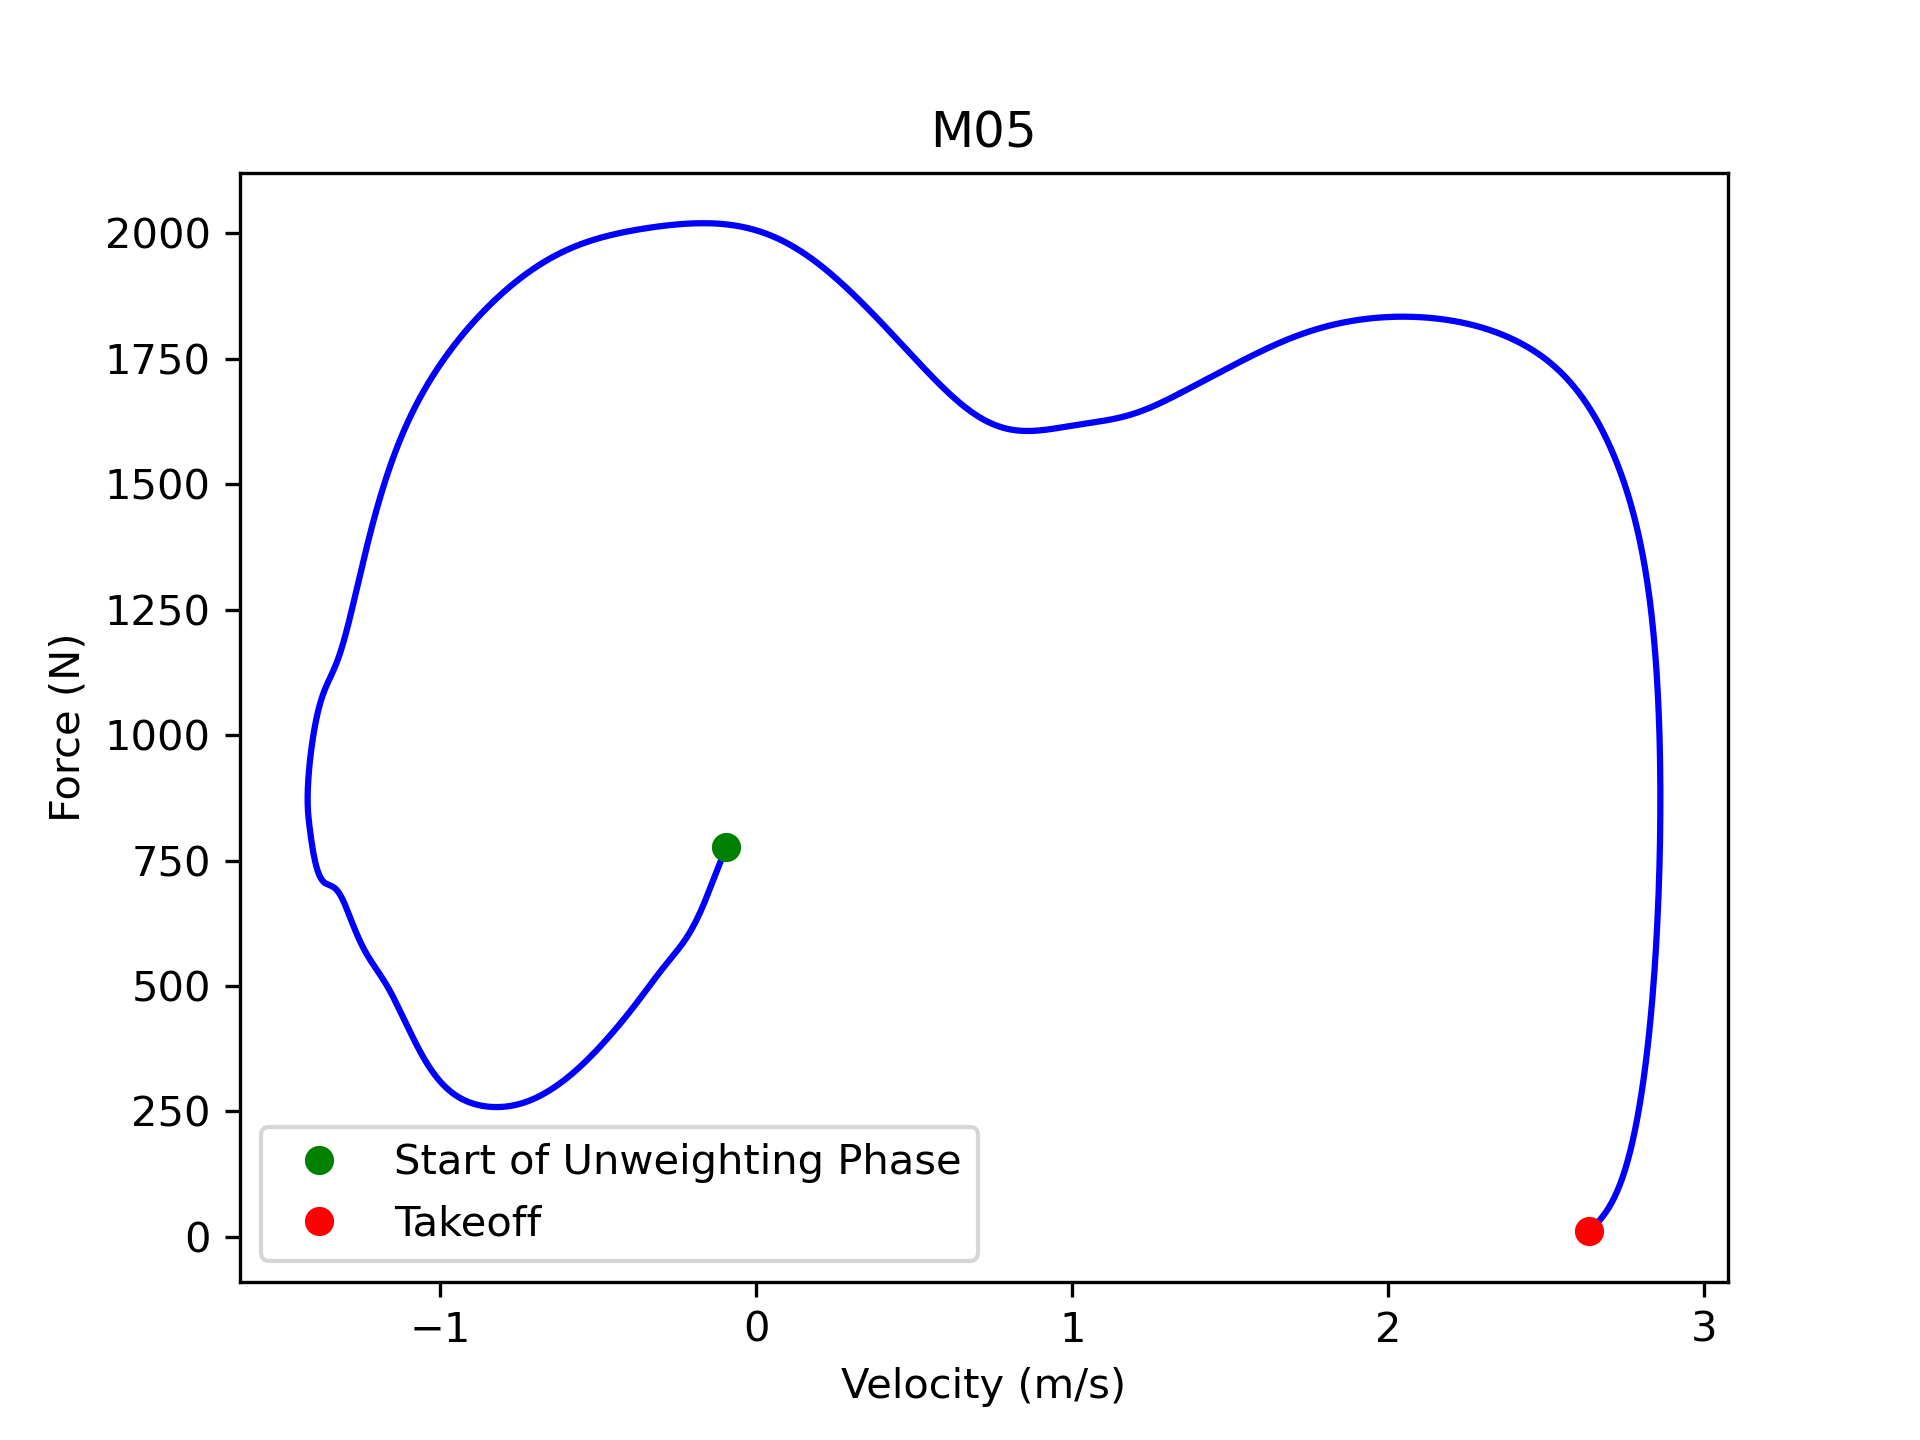 M05
2000
1750
1500
1250
1000
750
500
250
0
Force (N)
Start of Unweighting Phase
Takeoff
−1 0 1 2 3
Velocity (m/s)